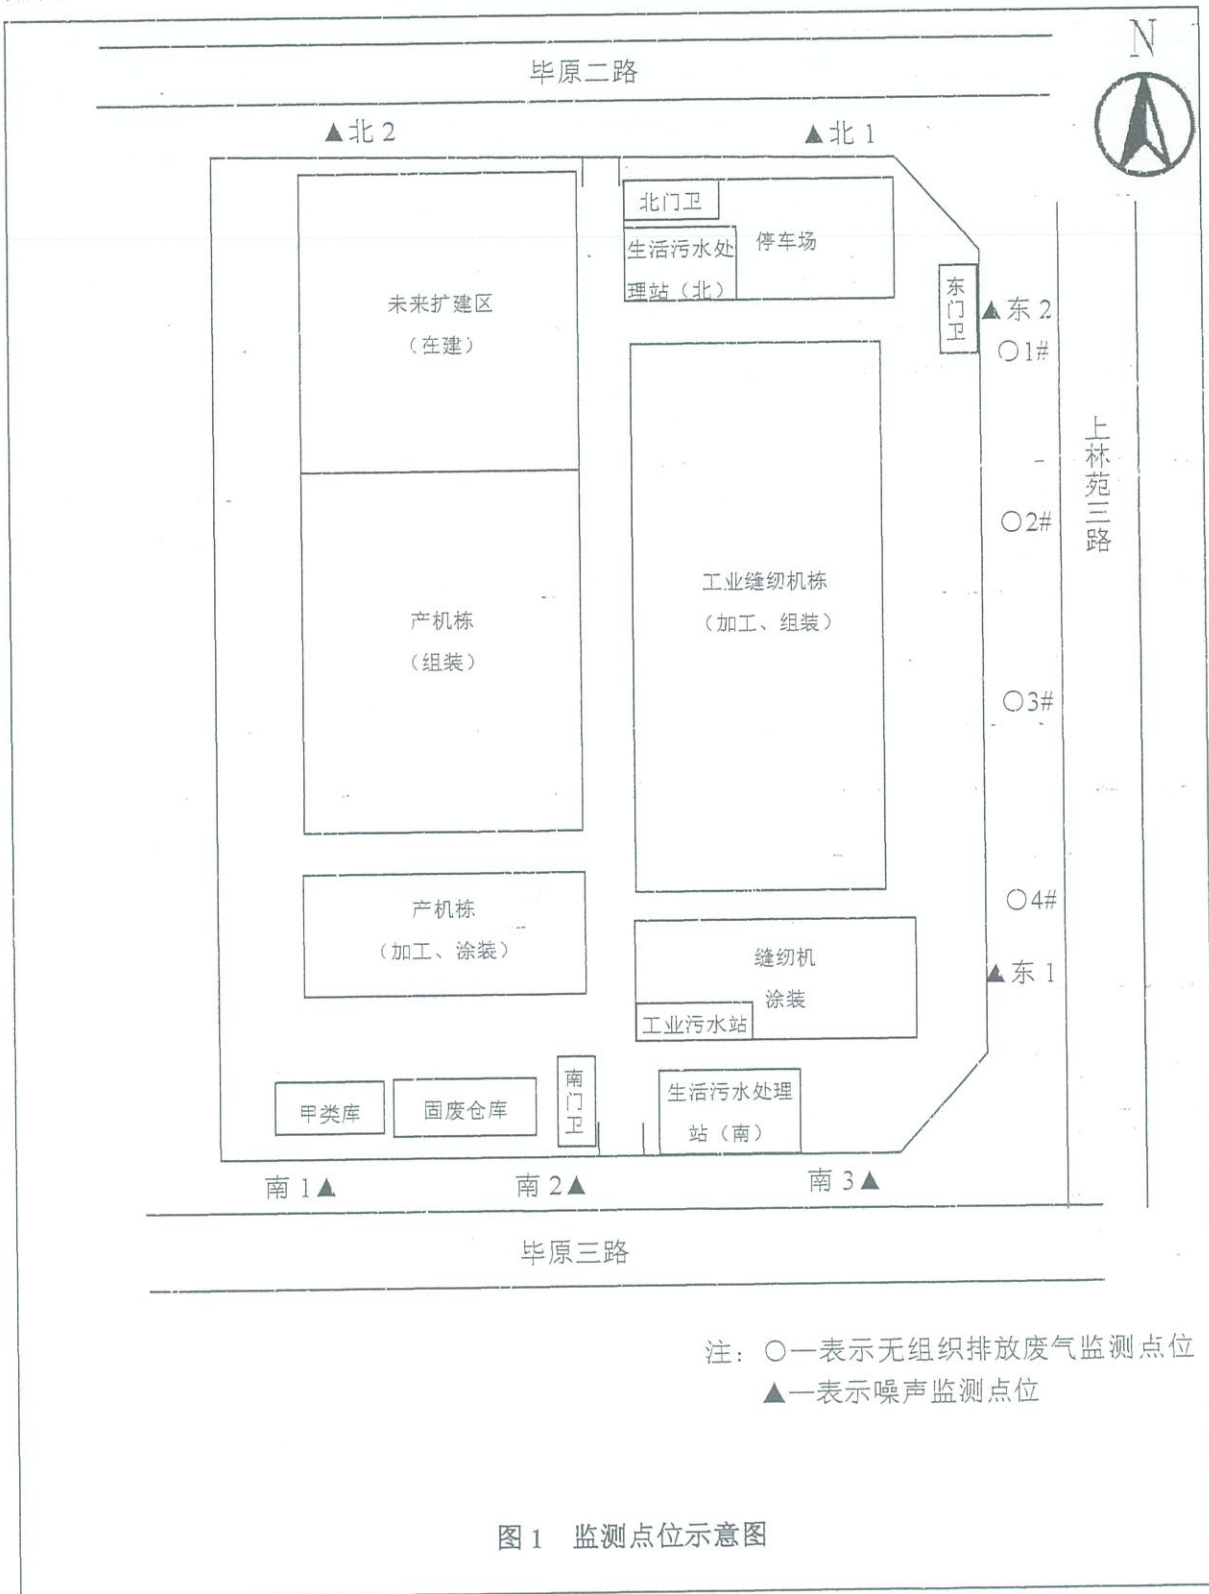 N
毕原二路
▲北 2
▲北 1
北门卫
生活污水处
理站（北）
停车场
未来扩建区
（在建）
东门卫
▲东 2
○1#
上林苑三路
○2#
工业缝纫机栋
（加工、组装）
产机栋
（组装）
○3#
○4#
产机栋
（加工、涂装）
缝纫机
涂装
▲东 1
工业污水站
南门卫
生活污水处理
站（南）
甲类库
固废仓库
南 1▲
南 2▲
南 3▲
毕原三路
注：○一表示无组织排放废气监测点位
▲一表示噪声监测点位
图 1 监测点位示意图